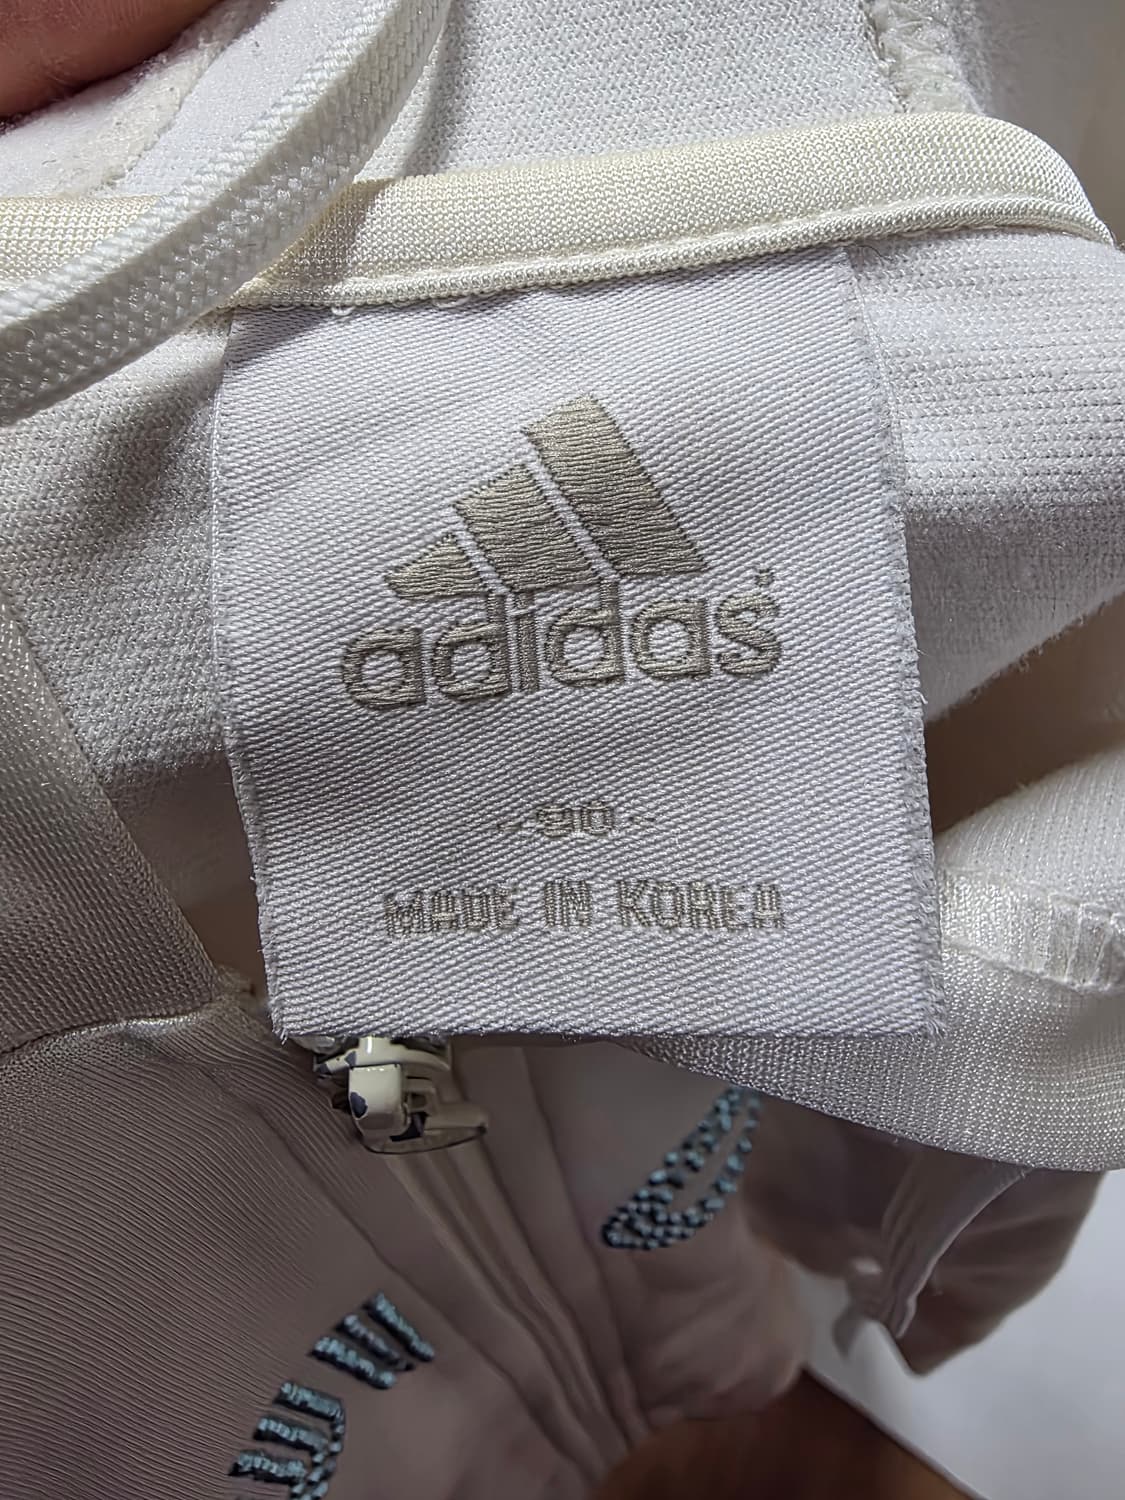 adidas
- 90 -
MADE IN KOREA